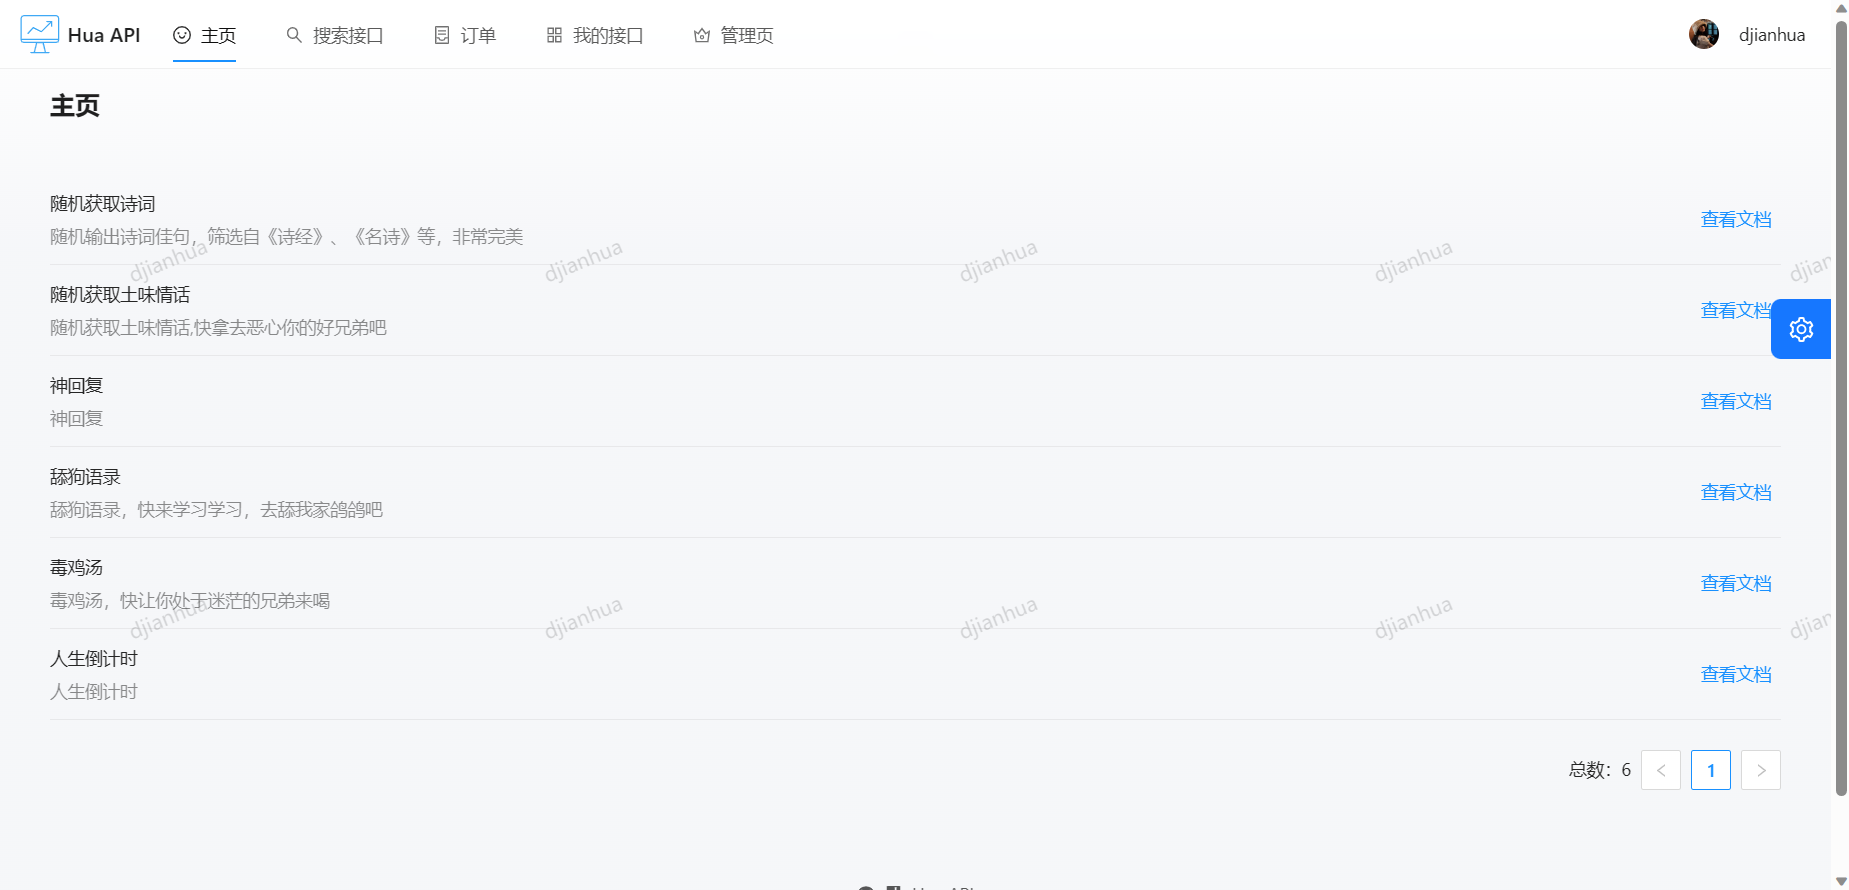 Hua API 主页 搜索接口 订单 我的接口 管理页 djianhua
主页
随机获取诗词
随机输出诗词佳句，筛选自《诗经》、《名诗》等，非常完美
查看文档
djianhua djianhua djianhua djianhua djian
随机获取土味情话
随机获取土味情话,快拿去恶心你的好兄弟吧
查看文档
神回复
神回复
查看文档
舔狗语录
舔狗语录，快来学习学习，去舔我家鸽鸽吧
查看文档
毒鸡汤
毒鸡汤，快让你处于迷茫的兄弟来喝
查看文档
djianhua djianhua djianhua djianhua djian
人生倒计时
人生倒计时
查看文档
总数：6 < 1 >